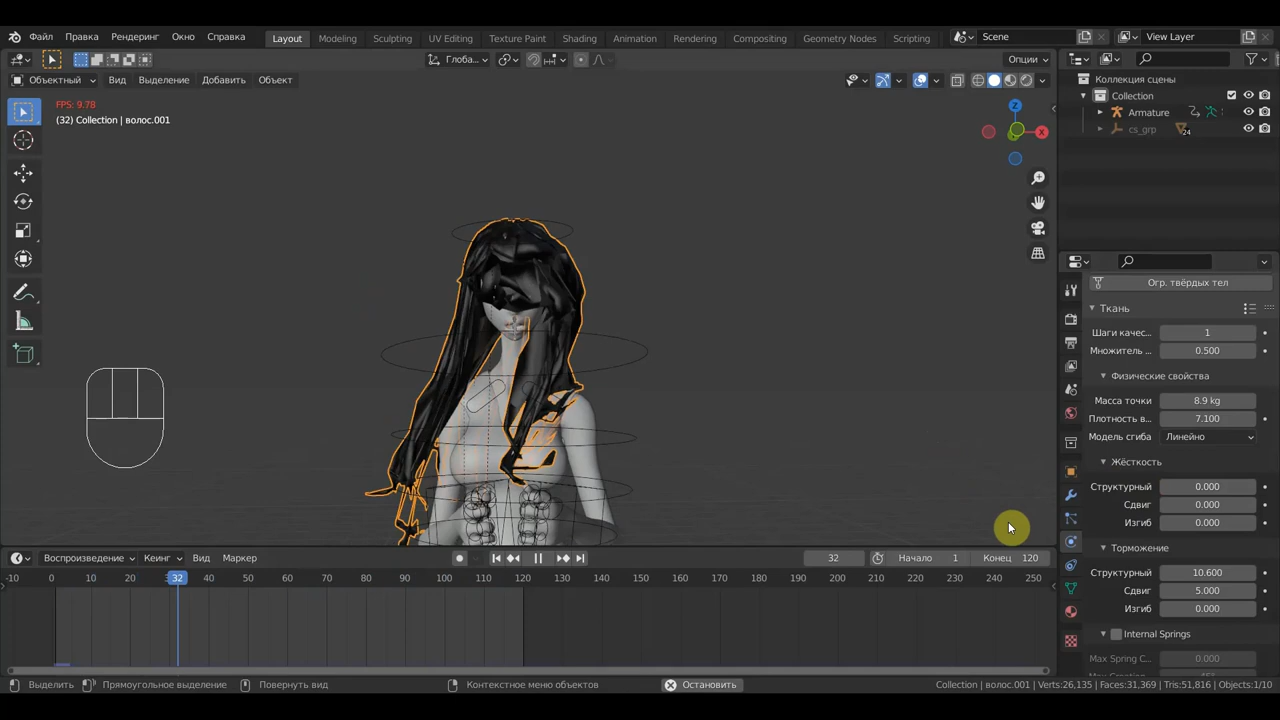 Файл Правка Рендеринг Окно Справка Layout Modeling Sculpting UV Editing Texture Paint Shading Animation Rendering Compositing Geometry Nodes Scripting Scene View Layer
Глоба... Опции
Объектный Вид Выделение Добавить Объект
Коллекция сцены
Collection
Armature
cs_grp 24
FPS: 9.78
(32) Collection | волос.001
Z
X
Огр. твёрдых тел
Ткань
Шаги качес... 1
Множитель ... 0.500
Физические свойства
Масса точки 8.9 kg
Плотность в... 7.100
Модель сгиба Линейно
Жёсткость
Структурный 0.000
Сдвиг 0.000
Изгиб 0.000
Торможение
Структурный 10.600
Сдвиг 5.000
Изгиб 0.000
Internal Springs
Max Spring C... 0.000
Воспроизведение Кеинг Вид Маркер 32 Начало 1 Конец 120
-10 0 10 20 32 40 50 60 70 80 90 100 110 120 130 140 150 160 170 180 190 200 210 220 230 240 250
Выделить Прямоугольное выделение Повернуть вид Контекстное меню объектов Остановить Collection | волос.001 Verts:26,135 Faces:31,369 Tris:51,816 Objects:1/10